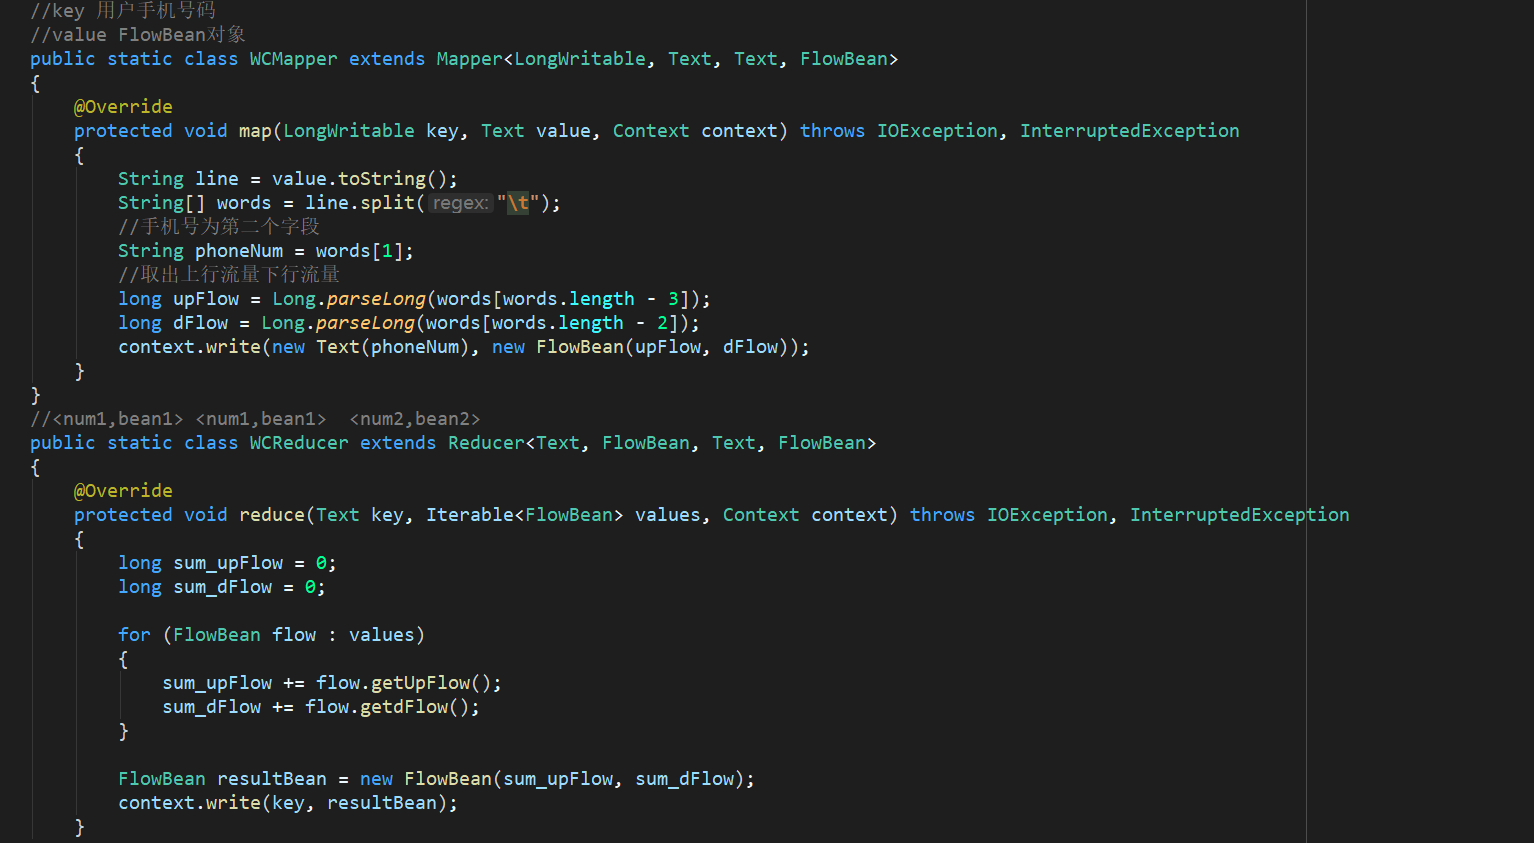 //key 用户手机号码
//value FlowBean对象
public static class WCMapper extends Mapper<LongWritable, Text, Text, FlowBean>
{
    @Override
    protected void map(LongWritable key, Text value, Context context) throws IOException, InterruptedException
    {
        String line = value.toString();
        String[] words = line.split( regex: "\t");
        //手机号为第二个字段
        String phoneNum = words[1];
        //取出上行流量下行流量
        long upFlow = Long.parseLong(words[words.length - 3]);
        long dFlow = Long.parseLong(words[words.length - 2]);
        context.write(new Text(phoneNum), new FlowBean(upFlow, dFlow));
    }
}
//<num1,bean1> <num1,bean1>  <num2,bean2>
public static class WCReducer extends Reducer<Text, FlowBean, Text, FlowBean>
{
    @Override
    protected void reduce(Text key, Iterable<FlowBean> values, Context context) throws IOException, InterruptedException
    {
        long sum_upFlow = 0;
        long sum_dFlow = 0;

        for (FlowBean flow : values)
        {
            sum_upFlow += flow.getUpFlow();
            sum_dFlow += flow.getdFlow();
        }

        FlowBean resultBean = new FlowBean(sum_upFlow, sum_dFlow);
        context.write(key, resultBean);
    }